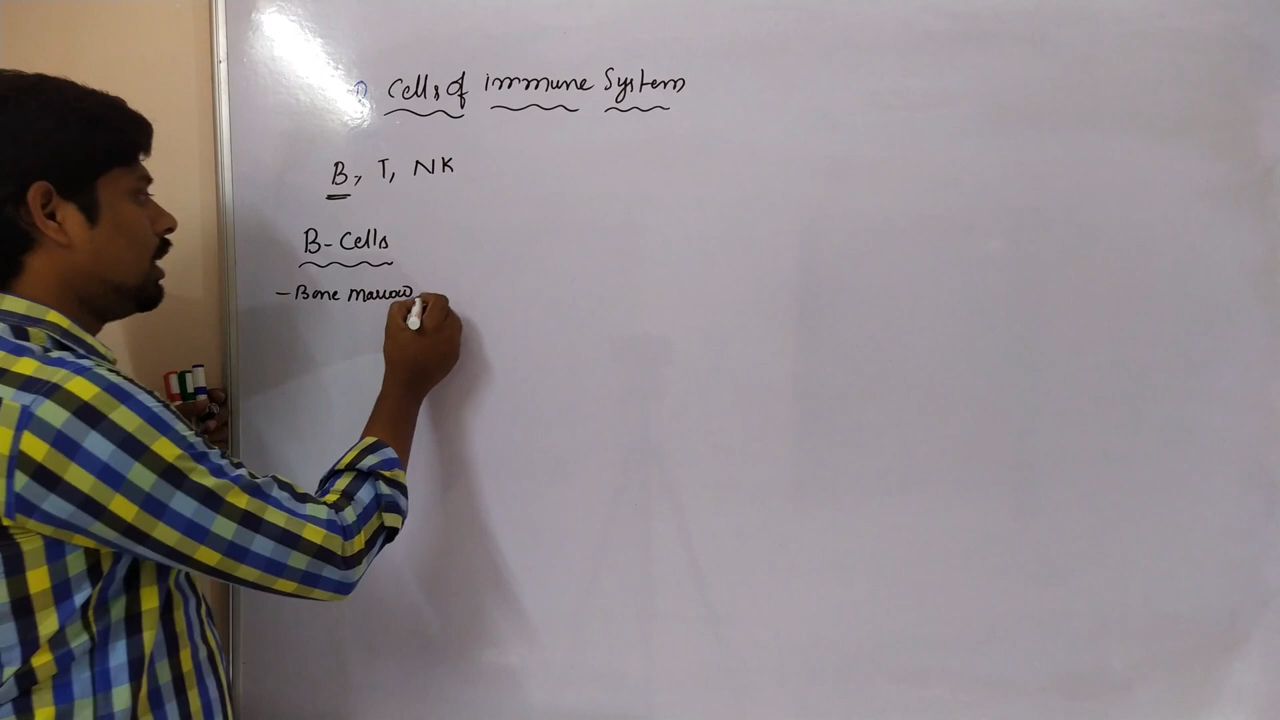 Cells of immune System
B, T, NK
B-Cells
- Bone marrow